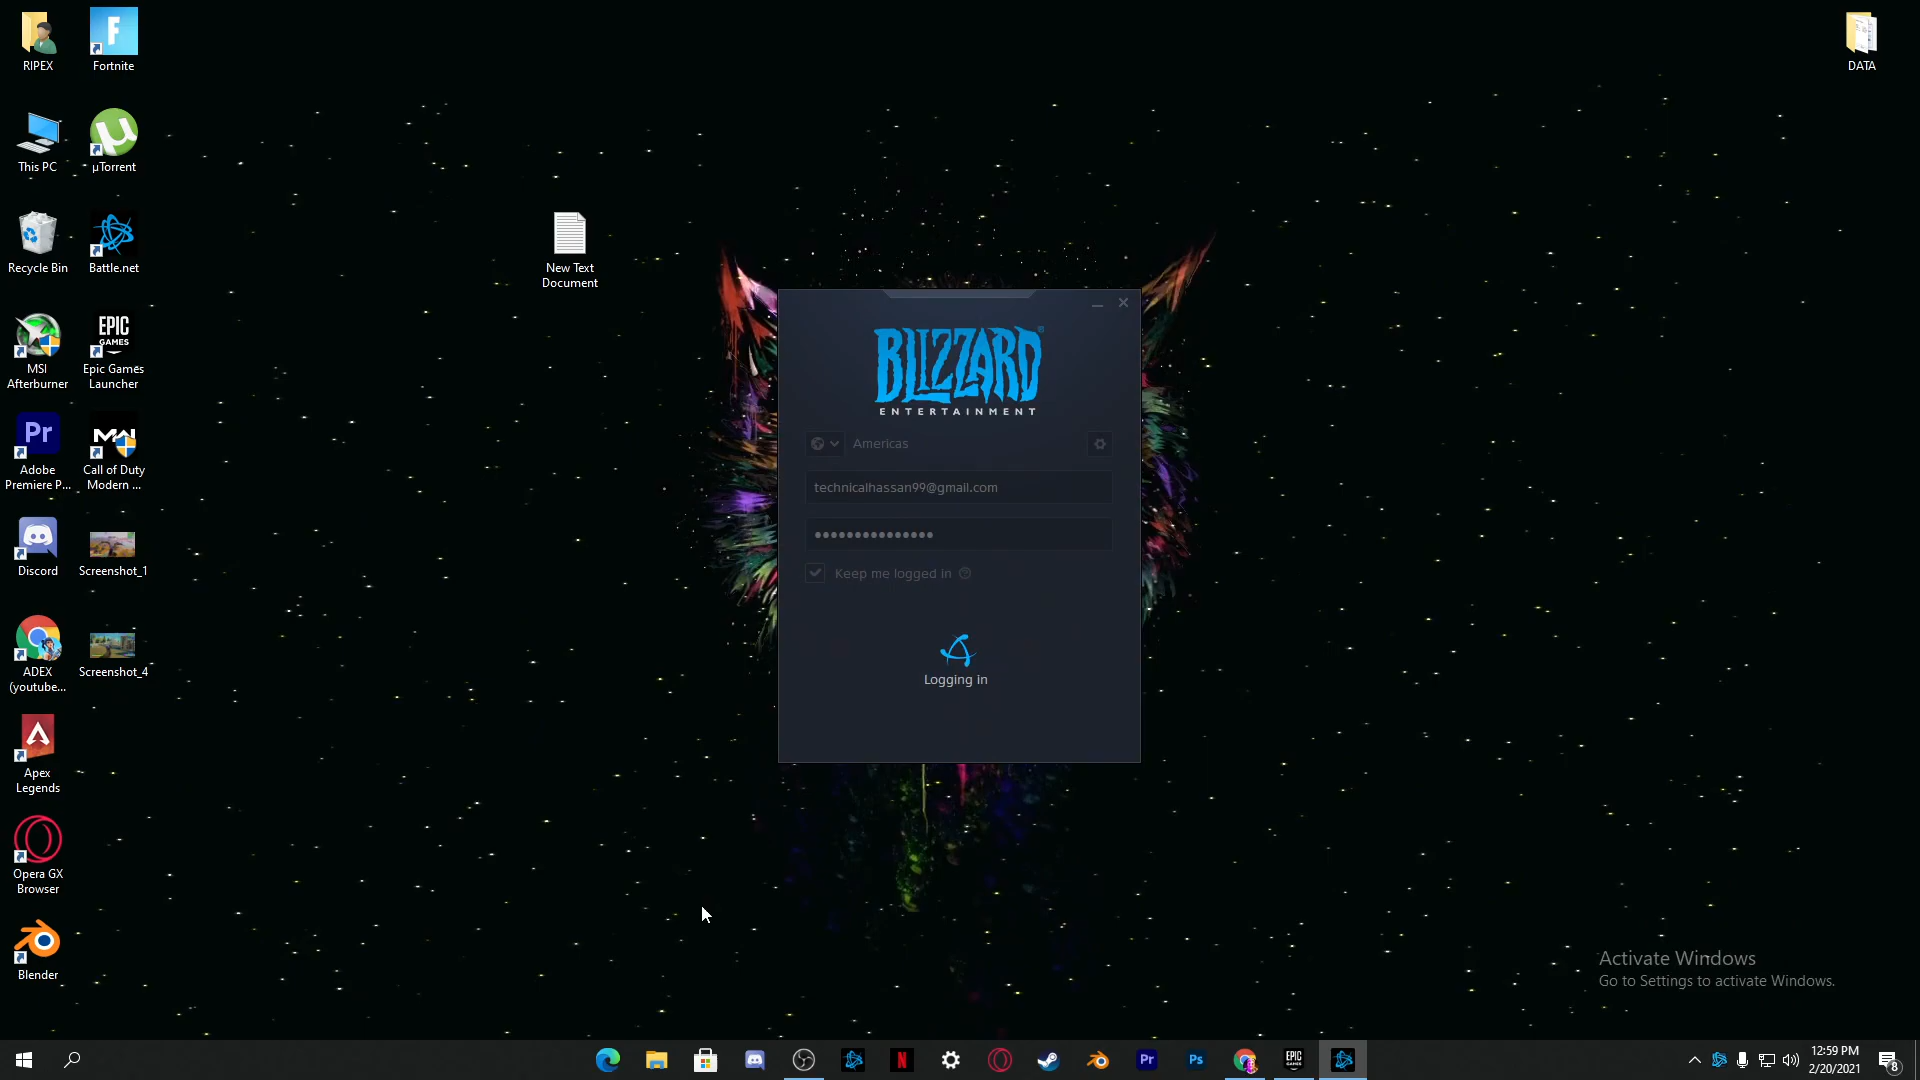 RIPEX
Fortnite
DATA
This PC
µTorrent
Recycle Bin
Battle.net
New Text
Document
MSI
Afterburner
EPIC
GAMES
Epic Games
Launcher
Pr
Adobe
Premiere P...
MW
Call of Duty
Modern ...
Discord
Screenshot_1
ADEX
(youtube...
Screenshot_4
Apex
Legends
Opera GX
Browser
Blender
BLIZZARD
ENTERTAINMENT
Americas
technicalhassan99@gmail.com
Keep me logged in
Logging in
Activate Windows
Go to Settings to activate Windows.
N
Pr
Ps
EPIC
GAMES
12:59 PM
2/20/2021
8